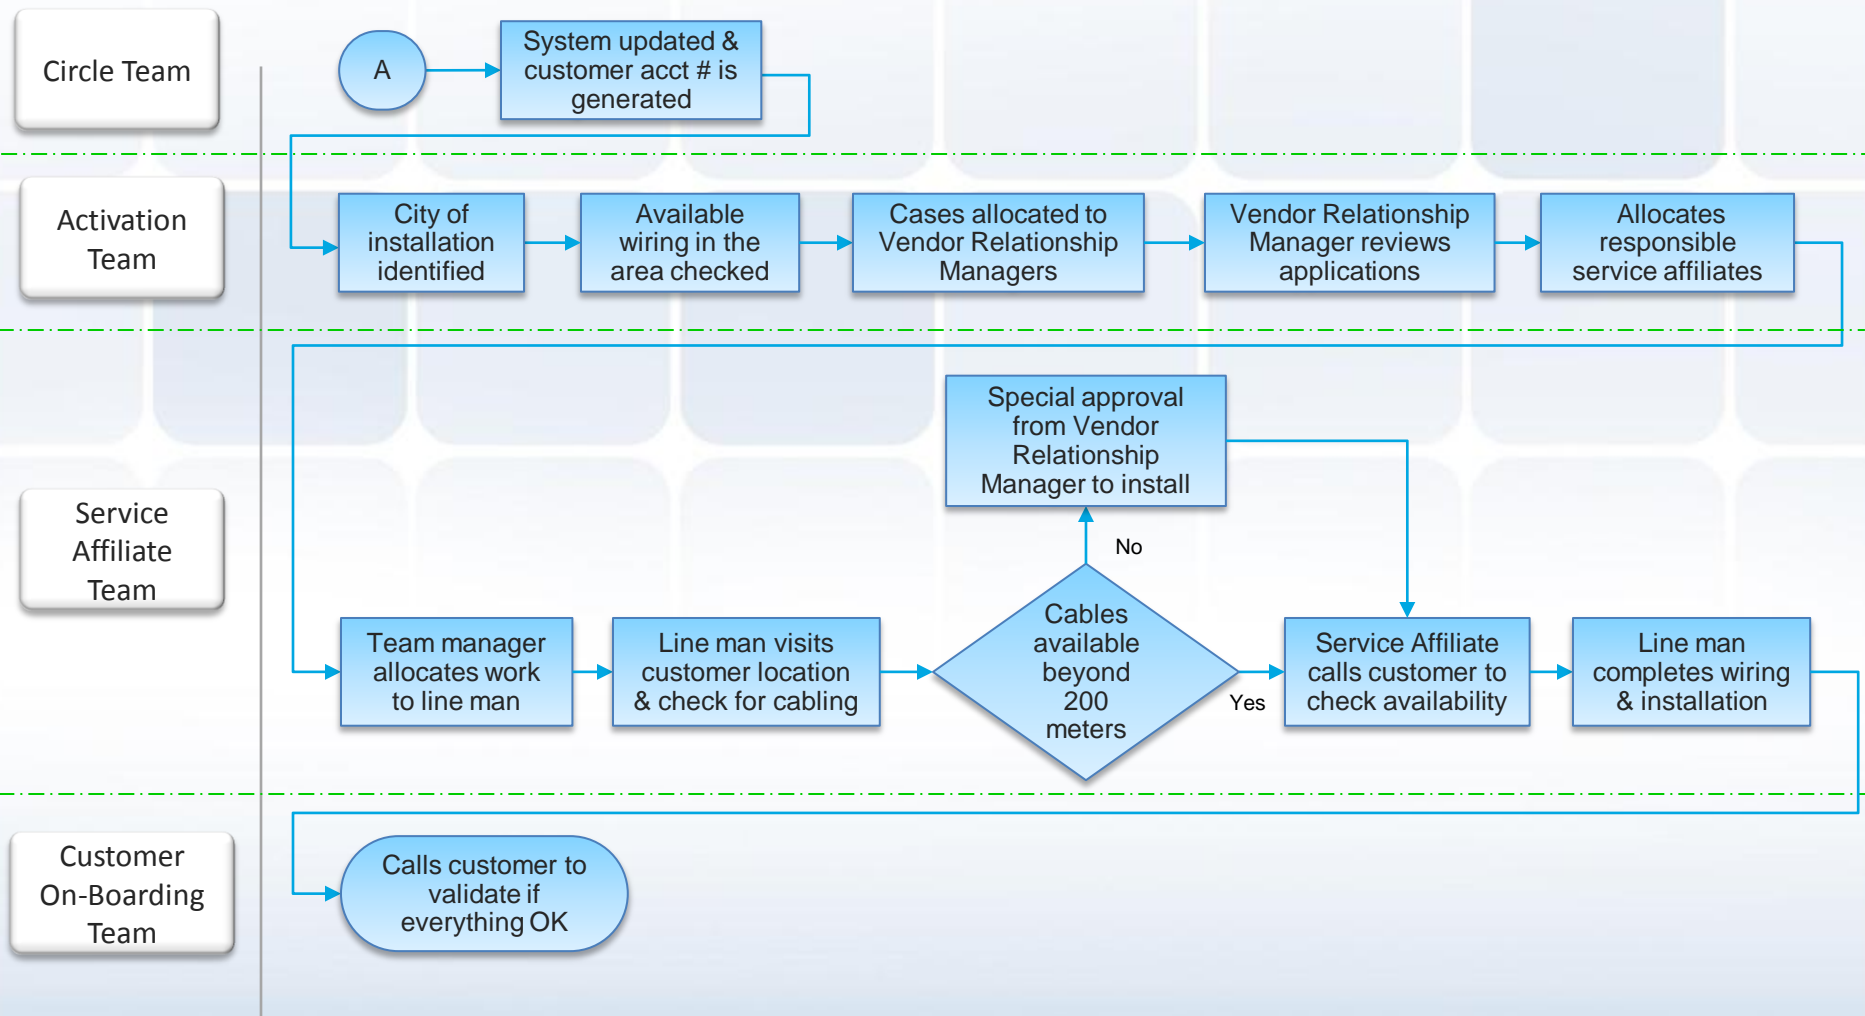 Circle Team
A
System updated &
customer acct # is
generated
Activation
Team
City of
installation
identified
Available
wiring in the
area checked
Cases allocated to
Vendor Relationship
Managers
Vendor Relationship
Manager reviews
applications
Allocates
responsible
service affiliates
Service
Affiliate
Team
Special approval
from Vendor
Relationship
Manager to install
No
Team manager
allocates work
to line man
Line man visits
customer location
& check for cabling
Cables
available
beyond
200
meters
Yes
Service Affiliate
calls customer to
check availability
Line man
completes wiring
& installation
Customer
On-Boarding
Team
Calls customer to
validate if
everything OK